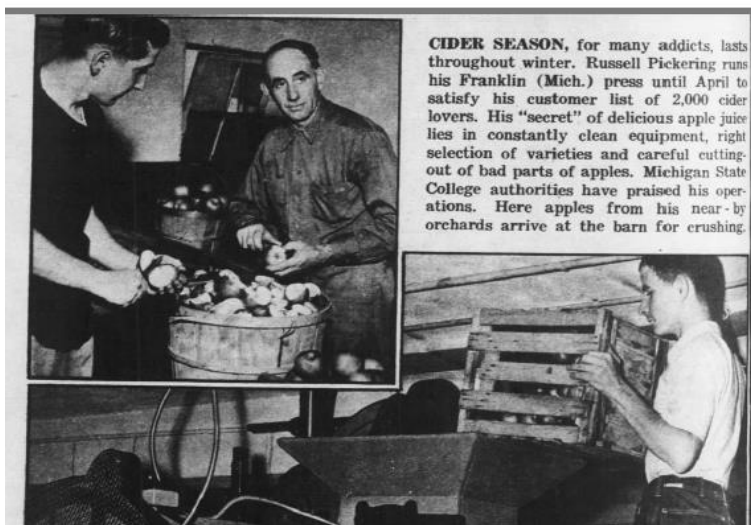 CIDER SEASON, for many addicts, lasts
throughout winter. Russell Pickering runs
his Franklin (Mich.) press until April to
satisfy his customer list of 2,000 cider
lovers. His "secret" of delicious apple juice
lies in constantly clean equipment, right
selection of varieties and careful cutting-
out of bad parts of apples. Michigan State
College authorities have praised his oper-
ations. Here apples from his near-by
orchards arrive at the barn for crushing.